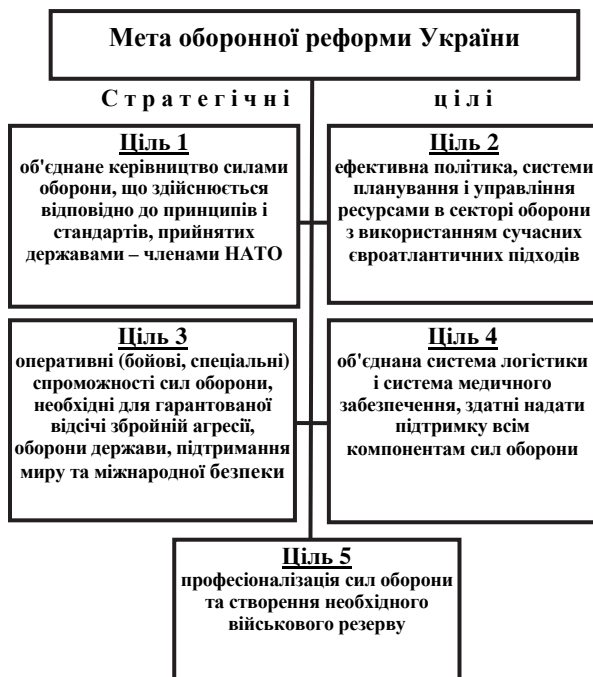 Мета оборонної реформи України
Стратегічні цілі
Ціль 1
об'єднане керівництво силами
оборони, що здійснюється
відповідно до принципів і
стандартів, прийнятих
державами – членами НАТО
Ціль 2
ефективна політика, системи
планування і управління
ресурсами в секторі оборони
з використанням сучасних
євроатлантичних підходів
Ціль 3
оперативні (бойові, спеціальні)
спроможності сил оборони,
необхідні для гарантованої
відсічі збройній агресії,
оборони держави, підтримання
миру та міжнародної безпеки
Ціль 4
об'єднана система логістики
і система медичного
забезпечення, здатні надати
підтримку всім
компонентам сил оборони
Ціль 5
професіоналізація сил оборони
та створення необхідного
військового резерву